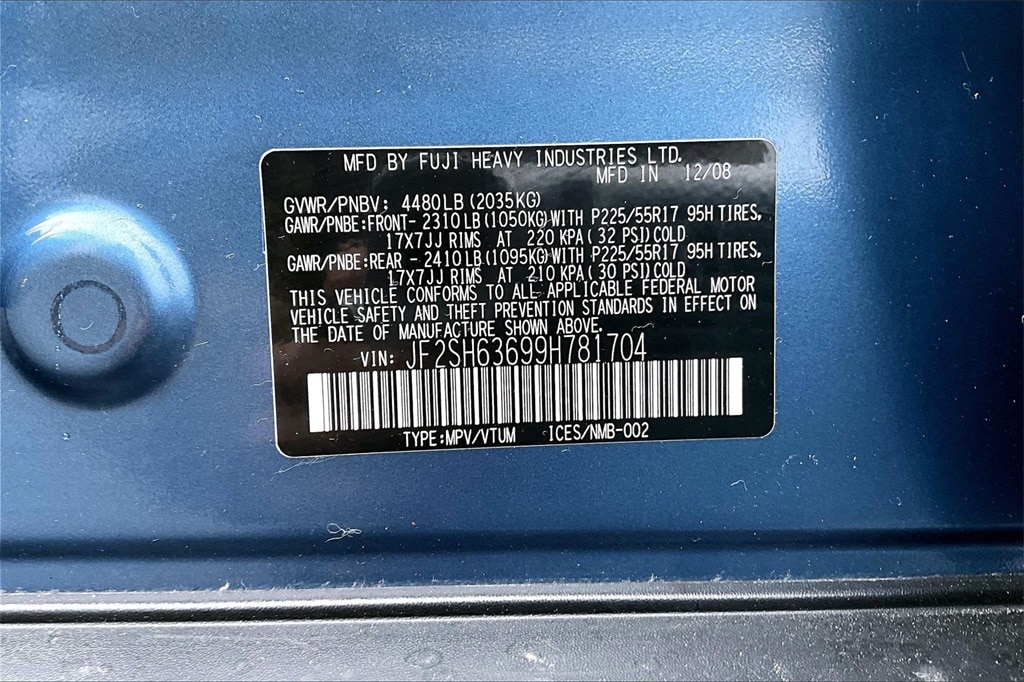 MFD BY FUJI HEAVY INDUSTRIES LTD.
MFD IN 12/08
GVWR/PNBV: 4480LB(2035KG)
GAWR/PNBE:FRONT- 2310LB(1050KG)WITH P225/55R17 95H TIRES,
17X7JJ RIMS AT 220 KPA(32 PSI)COLD
GAWR/PNBE:REAR - 2410LB(1095KG)WITH P225/55R17 95H TIRES,
17X7JJ RIMS AT 210 KPA(30 PSI)COLD
THIS VEHICLE CONFORMS TO ALL APPLICABLE FEDERAL MOTOR
VEHICLE SAFETY AND THEFT PREVENTION STANDARDS IN EFFECT ON
THE DATE OF MANUFACTURE SHOWN ABOVE.
VIN: JF2SH63699H781704
TYPE:MPV/VTUM ICES/NMB-002